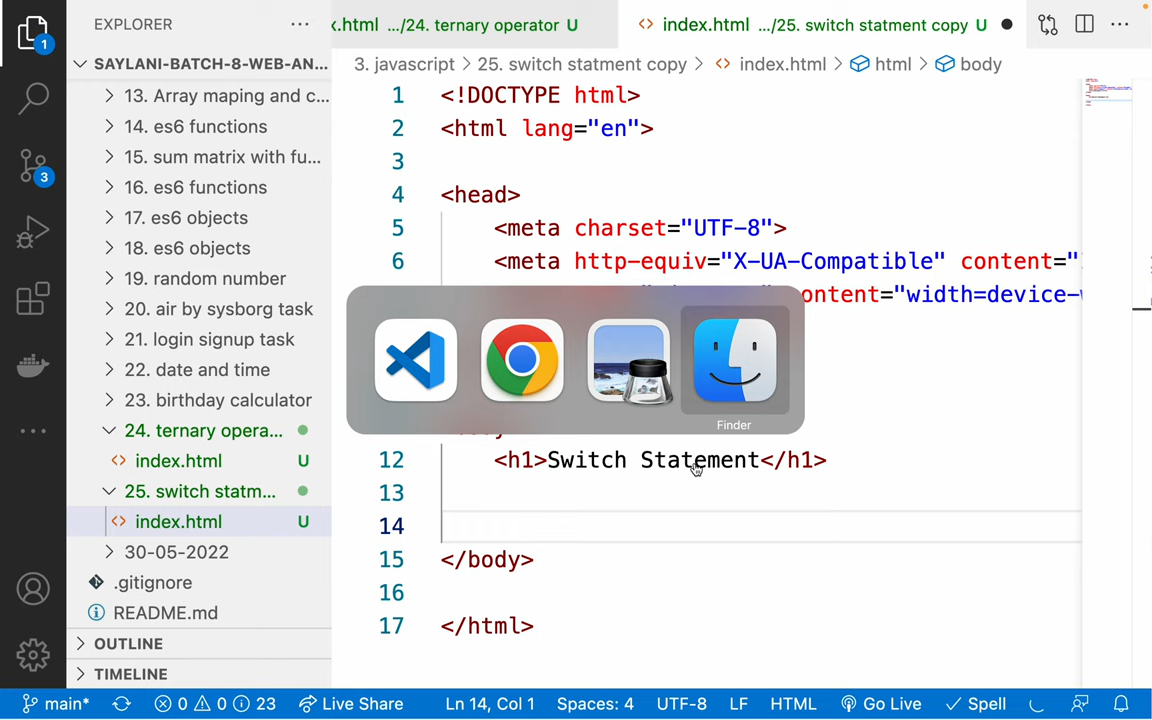 EXPLORER
SAYLANI-BATCH-8-WEB-AN...
13. Array maping and c...
14. es6 functions
15. sum matrix with fu...
16. es6 functions
17. es6 objects
18. es6 objects
19. random number
20. air by sysborg task
21. login signup task
22. date and time
23. birthday calculator
24. ternary opera...
index.html U
25. switch statm...
index.html U
30-05-2022
.gitignore
README.md
OUTLINE
TIMELINE
1
3
.html .../24. ternary operator U
index.html .../25. switch statment copy U
3. javascript > 25. switch statment copy > index.html > html > body
1 <!DOCTYPE html>
2 <html lang="en">
3
4 <head>
5 <meta charset="UTF-8">
6 <meta http-equiv="X-UA-Compatible" content="
content="width=device-w
Finder
12 <h1>Switch Statement</h1>
13
14
15 </body>
16
17 </html>
main* 0 0 23 Live Share Ln 14, Col 1 Spaces: 4 UTF-8 LF HTML Go Live Spell